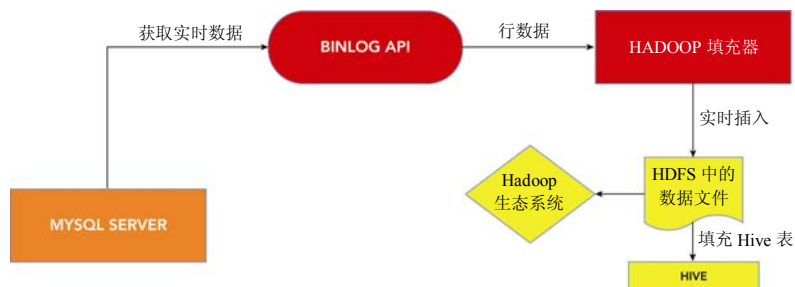 获取实时数据
BINLOG API
行数据
HADOOP 填充器
实时插入
Hadoop
生态系统
HDFS 中的
数据文件
MYSQL SERVER
填充 Hive 表
HIVE